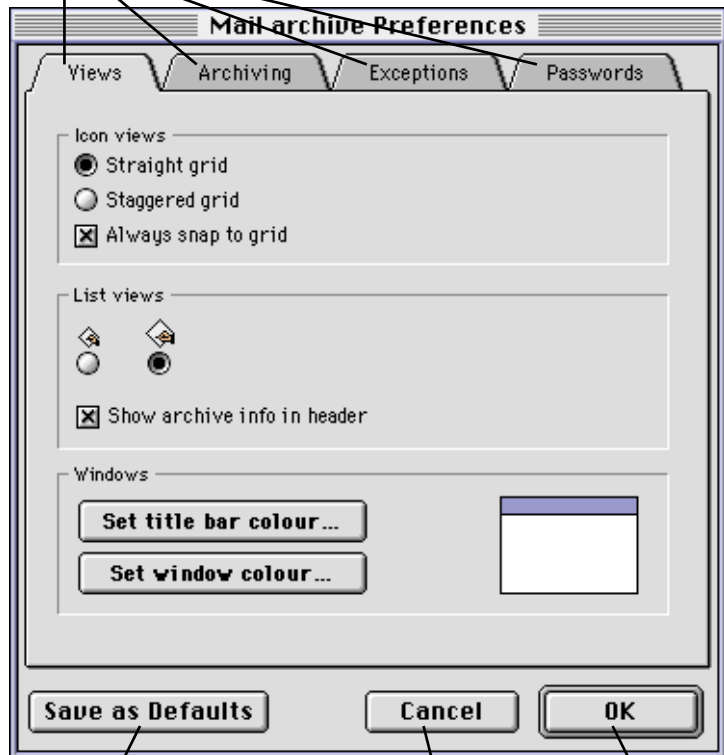 Mail archive Preferences
Views Archiving Exceptions Passwords
Icon views
Straight grid
Staggered grid
Always snap to grid
List views
Show archive info in header
Windows
Set title bar colour...
Set window colour...
Save as Defaults Cancel OK